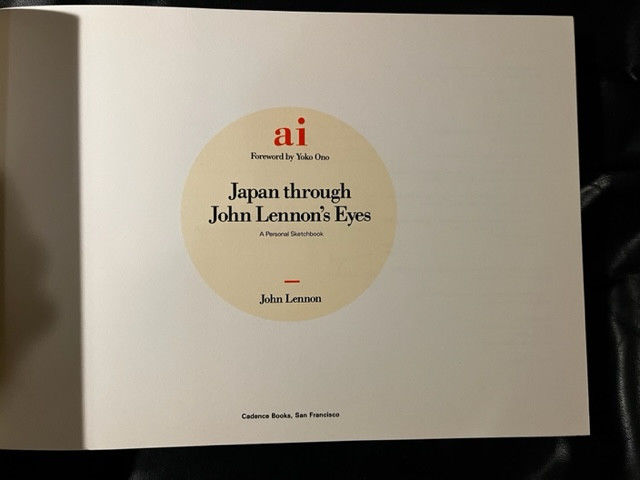 ai
Foreword by Yoko Ono
Japan through
John Lennon's Eyes
A Personal Sketchbook
John Lennon
Cadence Books, San Francisco